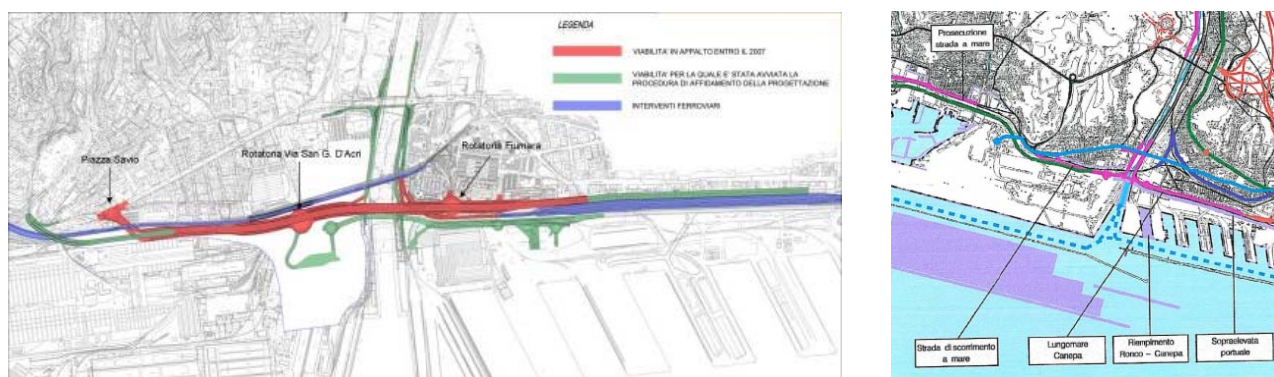 LEGENDA
VIABILITA' IN APPALTO ENTRO IL 2007
VIABILITA' PER LA QUALE E' STATA AVVIATA LA
PROCEDURA DI AFFIDAMENTO DELLA PROGETTAZIONE
INTERVENTI FERROVIARI
Piazza Savio
Rotatoria Via San G. D'Acri
Rotatoria Fiumara
Prosecuzione
strada a mare
Strada di scorrimento
a mare
Lungomare
Canepa
Riempimento
Ronco - Canepa
Sopraelevata
portuale